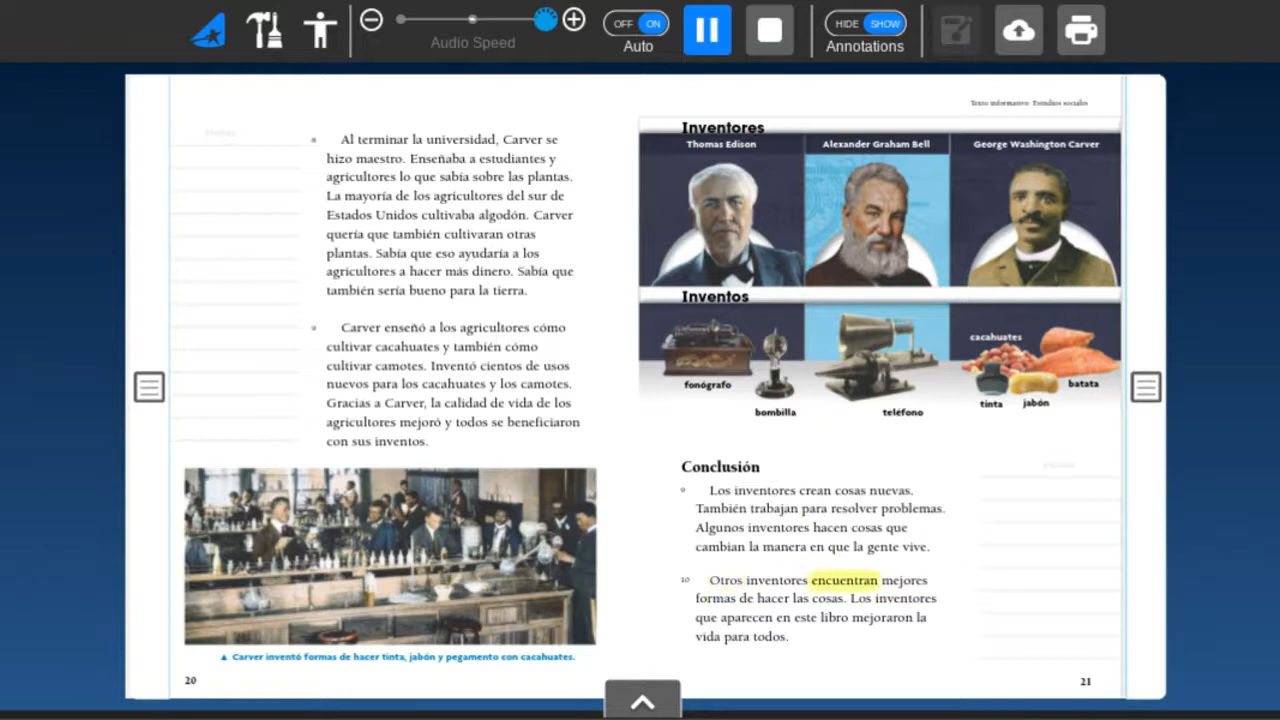 OFF ON
Audio Speed
Auto
HIDE SHOW
Annotations
Texto informativo Estudios sociales
Al terminar la universidad, Carver se
hizo maestro. Enseñaba a estudiantes y
agricultores lo que sabía sobre las plantas.
La mayoría de los agricultores del sur de
Estados Unidos cultivaba algodón. Carver
quería que también cultivaran otras
plantas. Sabía que eso ayudaría a los
agricultores a hacer más dinero. Sabía que
también sería bueno para la tierra.
Carver enseñó a los agricultores cómo
cultivar cacahuates y también cómo
cultivar camotes. Inventó cientos de usos
nuevos para los cacahuates y los camotes.
Gracias a Carver, la calidad de vida de los
agricultores mejoró y todos se beneficiaron
con sus inventos.
▲ Carver inventó formas de hacer tinta, jabón y pegamento con cacahuates.
20
Inventores
Thomas Edison
Alexander Graham Bell
George Washington Carver
Inventos
fonógrafo
bombilla
teléfono
cacahuates
tinta
jabón
batata
Conclusión
9 Los inventores crean cosas nuevas.
También trabajan para resolver problemas.
Algunos inventores hacen cosas que
cambian la manera en que la gente vive.
10 Otros inventores encuentran mejores
formas de hacer las cosas. Los inventores
que aparecen en este libro mejoraron la
vida para todos.
21